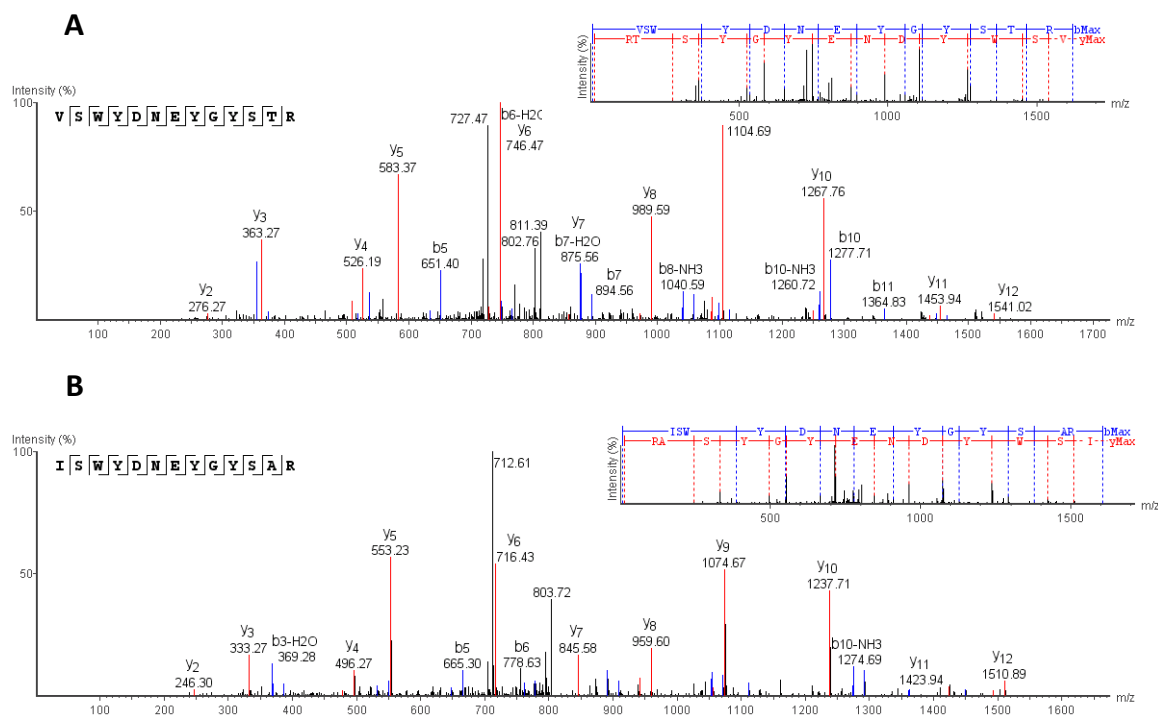 A
Intensity (%)
100
50
V S W Y D N E Y G Y S T R
y2
276.27
y3
363.27
y4
526.19
y5
583.37
b5
651.40
727.47
b6-H2O
y6
746.47
811.39
802.76
y7
b7-H2O
875.56
b7
894.56
y8
989.59
b8-NH3
1040.59
1104.69
b10-NH3
1260.72
y10
1267.76
b10
1277.71
b11
1364.83
y11
1453.94
y12
1541.02
100 200 300 400 500 600 700 800 900 1000 1100 1200 1300 1400 1500 1600 1700
m/z
Intensity (%)
VSW Y D N E Y G Y S T R bMax
RT S Y G Y E N D Y W S V yMax
500 1000 1500
m/z
B
Intensity (%)
100
50
I S W Y D N E Y G Y S A R
y2
246.30
y3
333.27
b3-H2O
369.28
y4
496.27
y5
553.23
b5
665.30
712.61
y6
716.43
b6
778.63
803.72
y7
845.58
y8
959.60
y9
1074.67
y10
1237.71
b10-NH3
1274.69
y11
1423.94
y12
1510.89
100 200 300 400 500 600 700 800 900 1000 1100 1200 1300 1400 1500 1600
m/z
Intensity (%)
ISW Y D N E Y G Y S AR bMax
RA S Y G Y E N D Y W S I yMax
500 1000 1500
m/z